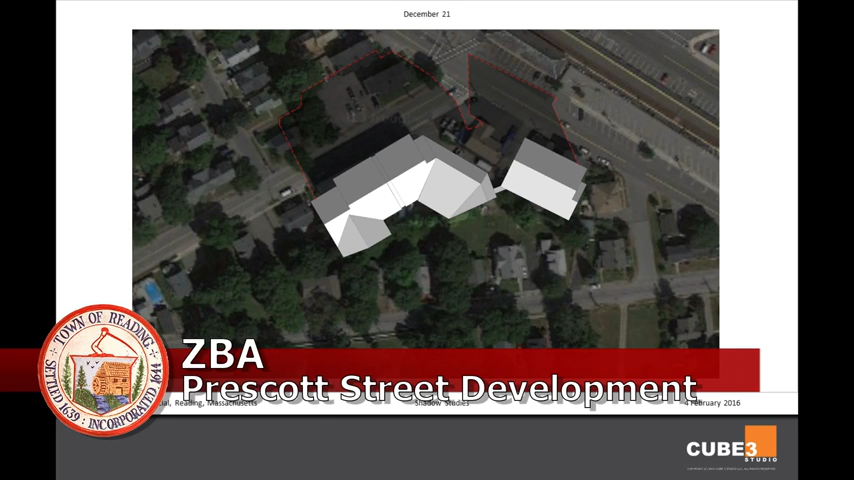 December 21
TOWN OF READING
SETTLED 1639 : INCORPORATED 1644
ZBA
Prescott Street Development
Reading, Massachusetts
Shadow Studies
4 February 2016
CUBE3
STUDIO